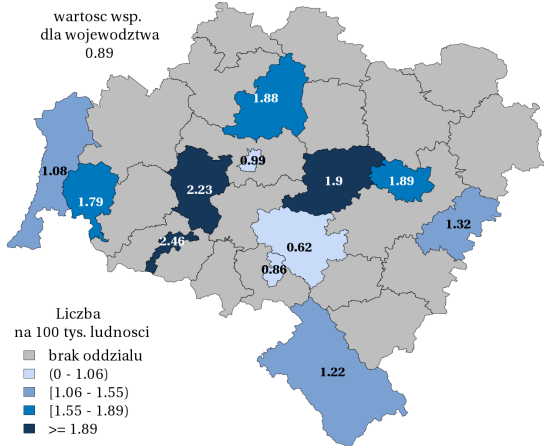 wartosc wsp.
dla wojewodztwa
0.89
1.88
1.08
0.99
1.79
2.23
1.9
1.89
1.32
2.46
0.62
0.86
1.22
Liczba
na 100 tys. ludnosci
brak oddzialu
(0 - 1.06)
[1.06 - 1.55)
[1.55 - 1.89)
>= 1.89